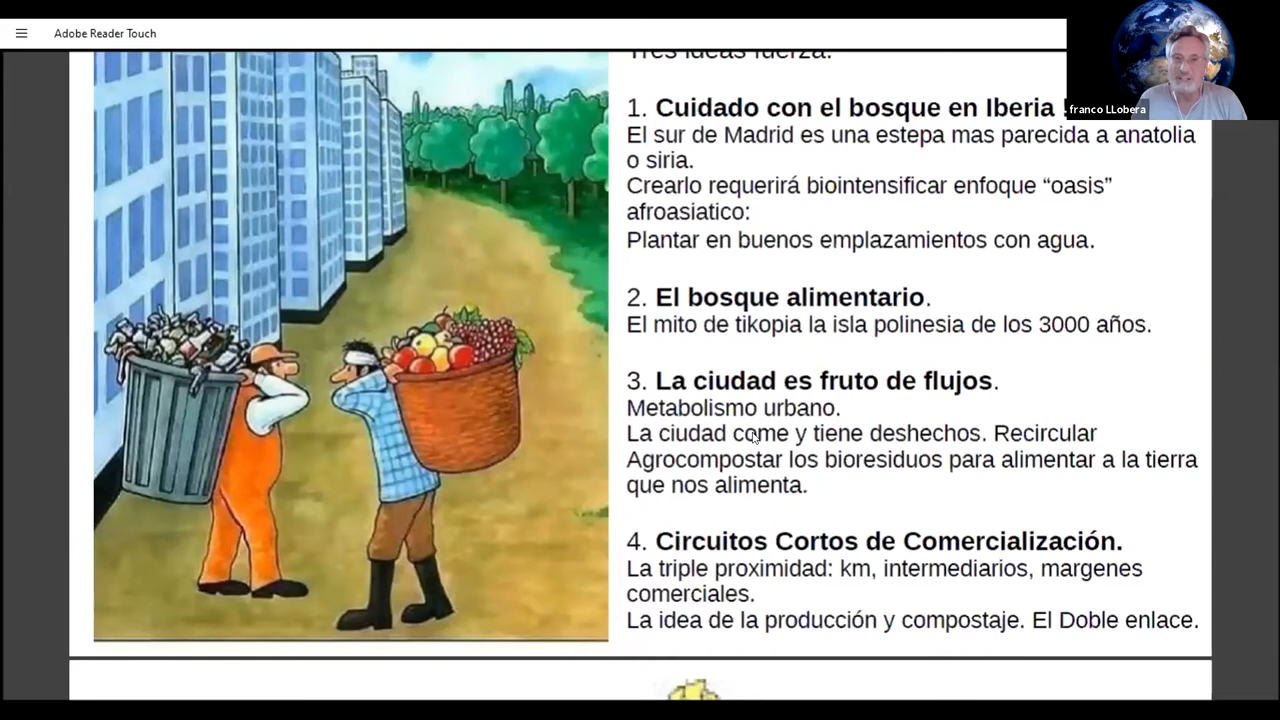 Adobe Reader Touch
franco LLobera
Tres ideas fuerza:
1. Cuidado con el bosque en Iberia
El sur de Madrid es una estepa mas parecida a anatolia
o siria.
Crearlo requerirá biointensificar enfoque “oasis”
afroasiatico:
Plantar en buenos emplazamientos con agua.
2. El bosque alimentario.
El mito de tikopia la isla polinesia de los 3000 años.
3. La ciudad es fruto de flujos.
Metabolismo urbano.
La ciudad come y tiene deshechos. Recircular
Agrocompostar los bioresiduos para alimentar a la tierra
que nos alimenta.
4. Circuitos Cortos de Comercialización.
La triple proximidad: km, intermediarios, margenes
comerciales.
La idea de la producción y compostaje. El Doble enlace.